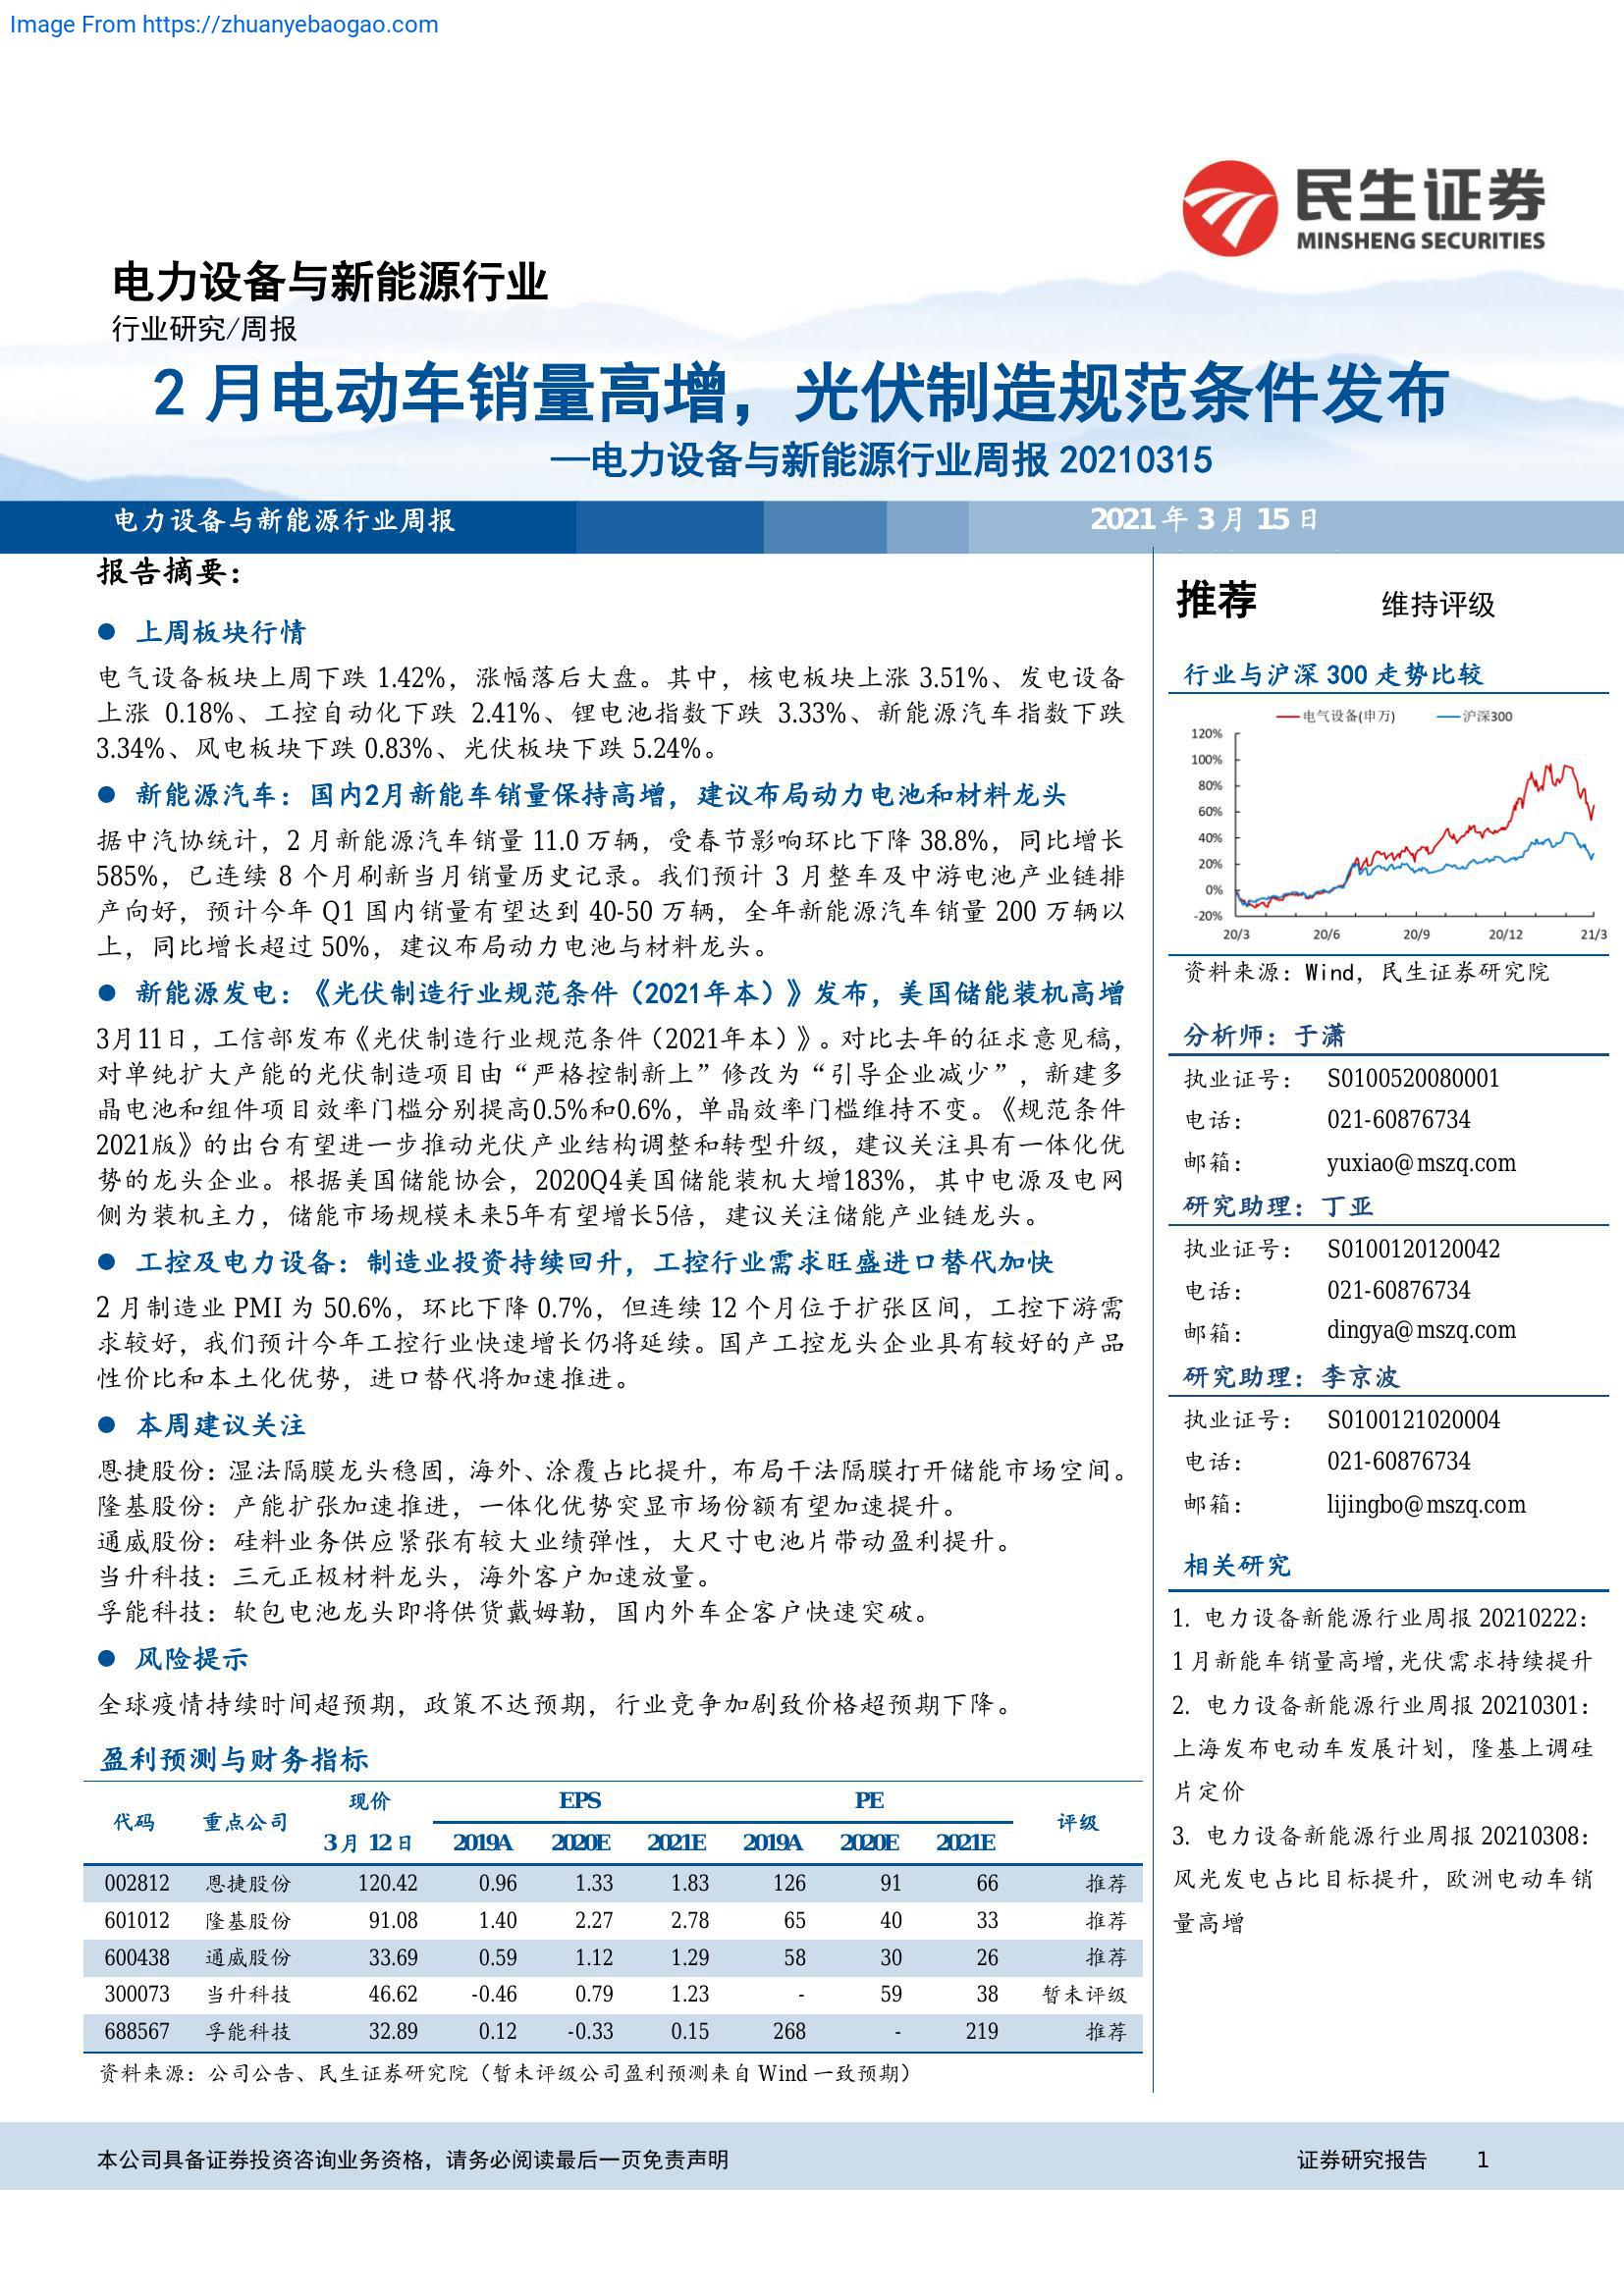 Image From https://zhuanyebaogao.com
民生证券
MINSHENG SECURITIES
电力设备与新能源行业
行业研究/周报
2 月电动车销量高增，光伏制造规范条件发布
—电力设备与新能源行业周报 20210315
电力设备与新能源行业周报
2021 年 3 月 15 日
报告摘要：
● 上周板块行情
电气设备板块上周下跌 1.42%，涨幅落后大盘。其中，核电板块上涨 3.51%、发电设备
上涨 0.18%、工控自动化下跌 2.41%、锂电池指数下跌 3.33%、新能源汽车指数下跌
3.34%、风电板块下跌 0.83%、光伏板块下跌 5.24%。
● 新能源汽车：国内2月新能车销量保持高增，建议布局动力电池和材料龙头
据中汽协统计，2 月新能源汽车销量 11.0 万辆，受春节影响环比下降 38.8%，同比增长
585%，已连续 8 个月刷新当月销量历史记录。我们预计 3 月整车及中游电池产业链排
产向好，预计今年 Q1 国内销量有望达到 40-50 万辆，全年新能源汽车销量 200 万辆以
上，同比增长超过 50%，建议布局动力电池与材料龙头。
● 新能源发电：《光伏制造行业规范条件（2021年本）》发布，美国储能装机高增
3月11日，工信部发布《光伏制造行业规范条件（2021年本）》。对比去年的征求意见稿，
对单纯扩大产能的光伏制造项目由“严格控制新上”修改为“引导企业减少”，新建多
晶电池和组件项目效率门槛分别提高0.5%和0.6%，单晶效率门槛维持不变。《规范条件
2021版》的出台有望进一步推动光伏产业结构调整和转型升级，建议关注具有一体化优
势的龙头企业。根据美国储能协会，2020Q4美国储能装机大增183%，其中电源及电网
侧为装机主力，储能市场规模未来5年有望增长5倍，建议关注储能产业链龙头。
● 工控及电力设备：制造业投资持续回升，工控行业需求旺盛进口替代加快
2 月制造业 PMI 为 50.6%，环比下降 0.7%，但连续 12 个月位于扩张区间，工控下游需
求较好，我们预计今年工控行业快速增长仍将延续。国产工控龙头企业具有较好的产品
性价比和本土化优势，进口替代将加速推进。
● 本周建议关注
恩捷股份：湿法隔膜龙头稳固，海外、涂覆占比提升，布局干法隔膜打开储能市场空间。
隆基股份：产能扩张加速推进，一体化优势突显市场份额有望加速提升。
通威股份：硅料业务供应紧张有较大业绩弹性，大尺寸电池片带动盈利提升。
当升科技：三元正极材料龙头，海外客户加速放量。
孚能科技：软包电池龙头即将供货戴姆勒，国内外车企客户快速突破。
● 风险提示
全球疫情持续时间超预期，政策不达预期，行业竞争加剧致价格超预期下降。
盈利预测与财务指标
代码 重点公司 现价 EPS PE 评级
3 月 12 日 2019A 2020E 2021E 2019A 2020E 2021E
002812 恩捷股份 120.42 0.96 1.33 1.83 126 91 66 推荐
601012 隆基股份 91.08 1.40 2.27 2.78 65 40 33 推荐
600438 通威股份 33.69 0.59 1.12 1.29 58 30 26 推荐
300073 当升科技 46.62 -0.46 0.79 1.23 - 59 38 暂未评级
688567 孚能科技 32.89 0.12 -0.33 0.15 268 - 219 推荐
资料来源：公司公告、民生证券研究院（暂未评级公司盈利预测来自 Wind 一致预期）
推荐 维持评级
行业与沪深 300 走势比较
电气设备(申万) 沪深300
120%
100%
80%
60%
40%
20%
0%
-20%
20/3 20/6 20/9 20/12 21/3
资料来源：Wind，民生证券研究院
分析师：于潇
执业证号： S0100520080001
电话： 021-60876734
邮箱： yuxiao@mszq.com
研究助理：丁亚
执业证号： S0100120120042
电话： 021-60876734
邮箱： dingya@mszq.com
研究助理：李京波
执业证号： S0100121020004
电话： 021-60876734
邮箱： lijingbo@mszq.com
相关研究
1. 电力设备新能源行业周报 20210222：
1 月新能车销量高增,光伏需求持续提升
2. 电力设备新能源行业周报 20210301：
上海发布电动车发展计划，隆基上调硅
片定价
3. 电力设备新能源行业周报 20210308：
风光发电占比目标提升，欧洲电动车销
量高增
本公司具备证券投资咨询业务资格，请务必阅读最后一页免责声明
证券研究报告 1